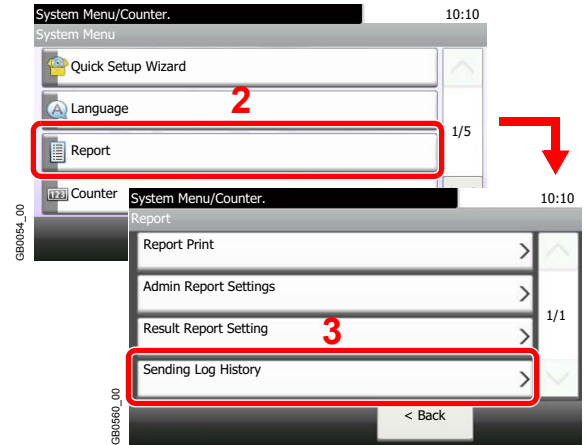 System Menu/Counter. 10:10
System Menu
Quick Setup Wizard
Language
2
1/5
Report
123 Counter
GB0054_00
System Menu/Counter. 10:10
Report
Report Print
Admin Report Settings
1/1
Result Report Setting
3
Sending Log History
< Back
GB0560_00